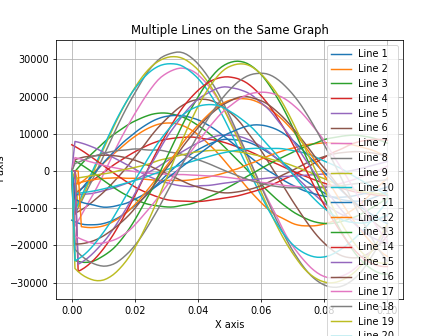 Multiple Lines on the Same Graph
30000
20000
10000
0
−10000
−20000
−30000
0.00
0.02
0.04
0.06
X axis
Line 1
Line 2
Line 3
Line 4
Line 5
Line 6
Line 7
Line 8
Line 9
Line 10
Line 11
Line 12
Line 13
Line 14
Line 15
Line 16
Line 17
Line 18
Line 19
Line 20